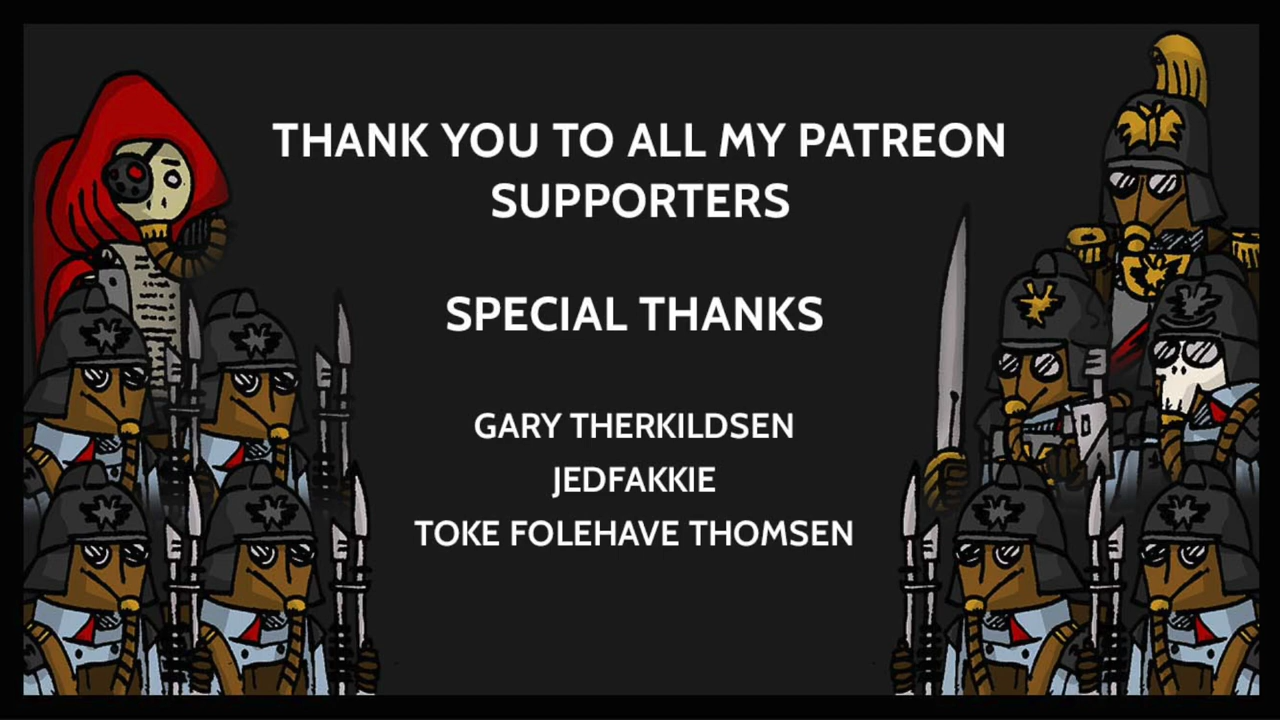 THANK YOU TO ALL MY PATREON
SUPPORTERS
SPECIAL THANKS
GARY THERKILDSEN
JEDFAKKIE
TOKE FOLEHAVE THOMSEN